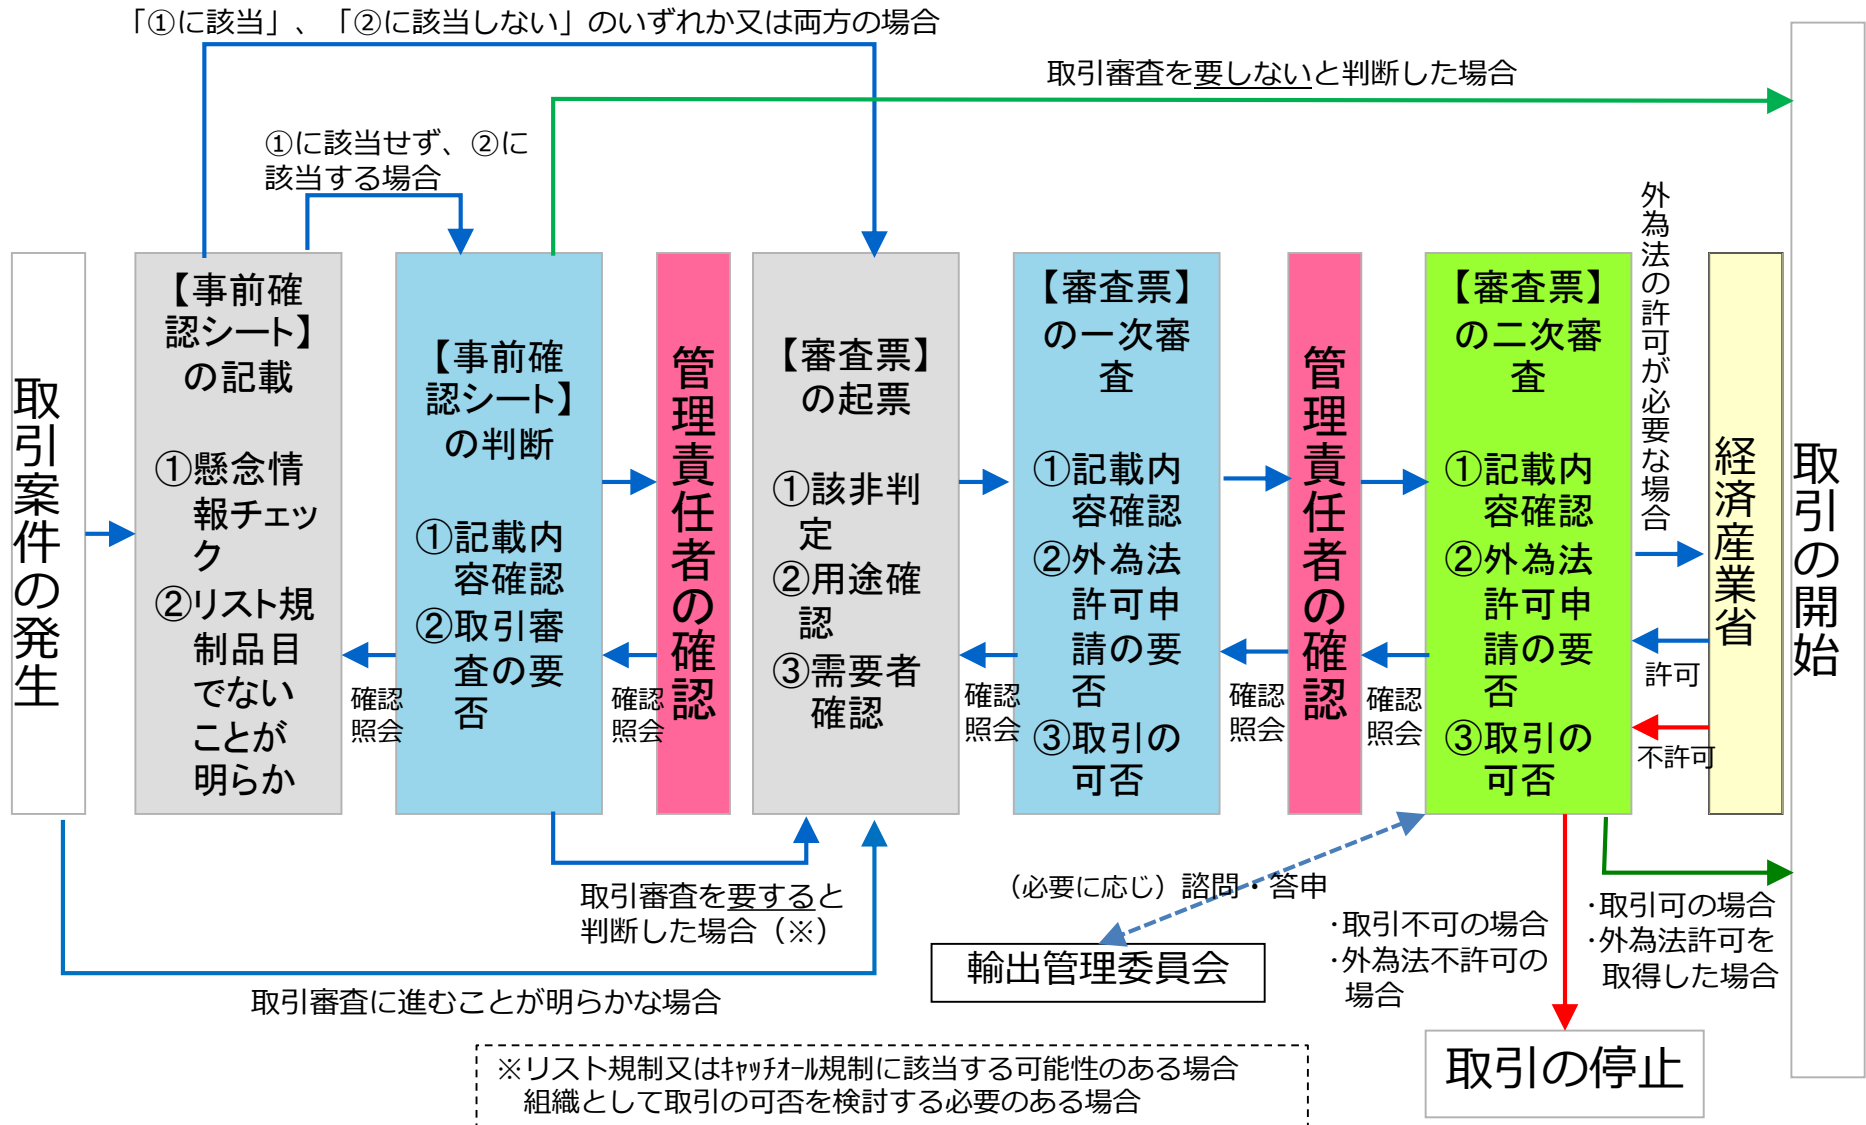 「①に該当」、「②に該当しない」のいずれか又は両方の場合
取引審査を要しないと判断した場合
①に該当せず、②に
該当する場合
取引案件の発生
【事前確
認シート】
の記載
①懸念情
報チェッ
ク
②リスト規
制品目
でない
ことが
明らか
確認
照会
【事前確
認シート】
の判断
①記載内
容確認
②取引審
査の要
否
確認
照会
管理責任者の確認
【審査票】
の起票
①該非判
定
②用途確
認
③需要者
確認
確認
照会
【審査票】
の一次審
査
①記載内
容確認
②外為法
許可申
請の要
否
③取引の
可否
確認
照会
管理責任者の確認
確認
照会
【審査票】
の二次審
査
①記載内
容確認
②外為法
許可申
請の要
否
③取引の
可否
外為法の許可が必要な場合
許可
不許可
経済産業省
取引の開始
取引審査を要すると
判断した場合（※）
取引審査に進むことが明らかな場合
（必要に応じ）諮問・答申
輸出管理委員会
・取引不可の場合
・外為法不許可の
場合
・取引可の場合
・外為法許可を
取得した場合
取引の停止
※リスト規制又はｷｬｯﾁｵｰﾙ規制に該当する可能性のある場合
組織として取引の可否を検討する必要のある場合